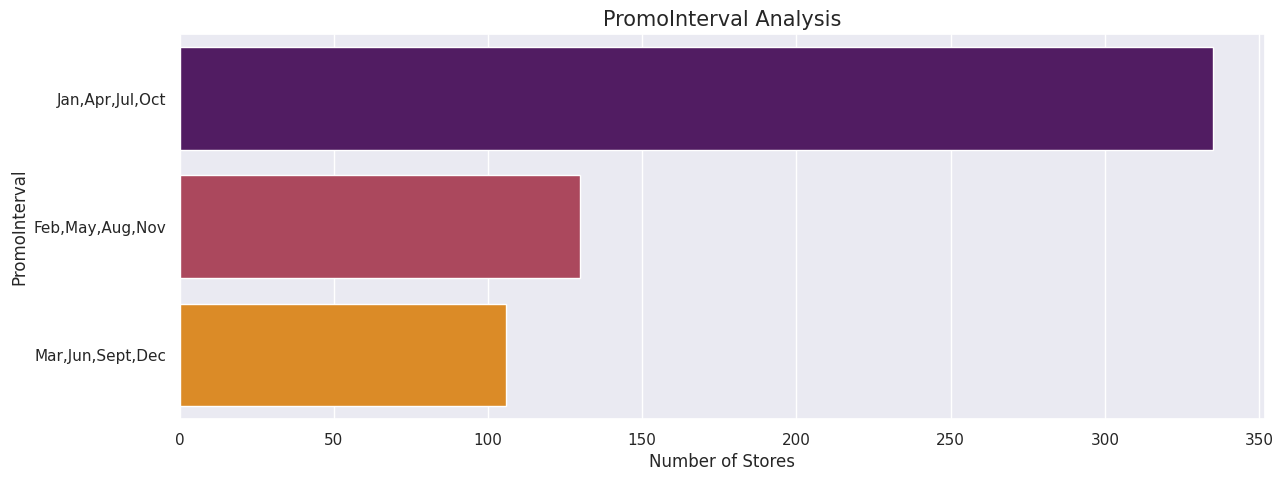 PromoInterval Analysis
PromoInterval
Jan,Apr,Jul,Oct
Feb,May,Aug,Nov
Mar,Jun,Sept,Dec
0 50 100 150 200 250 300 350
Number of Stores